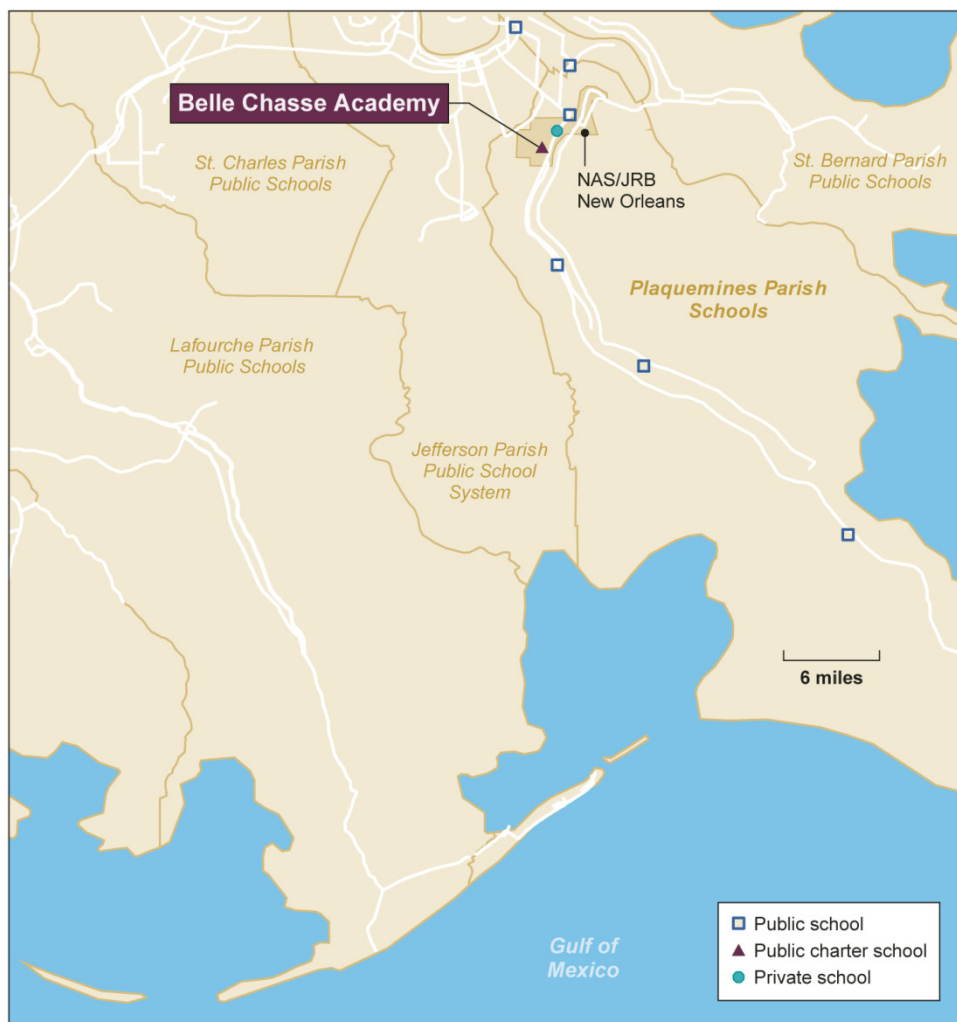 Belle Chasse Academy
St. Charles Parish
Public Schools
St. Bernard Parish
Public Schools
NAS/JRB
New Orleans
Plaquemines Parish
Schools
Lafourche Parish
Public Schools
Jefferson Parish
Public School
System
6 miles
Gulf of
Mexico
Public school
Public charter school
Private school